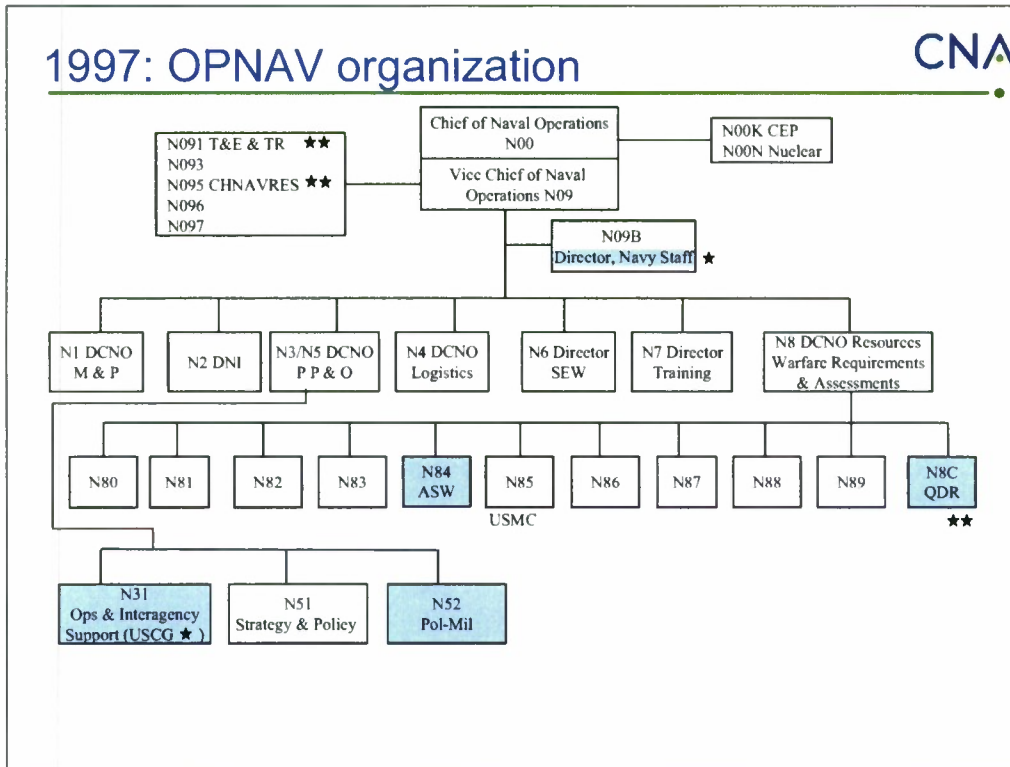 1997: OPNAV organization
CNA
Chief of Naval Operations
N00
Vice Chief of Naval
Operations N09
N091 T&E & TR ★★
N093
N095 CHNAVRES ★★
N096
N097
N00K CEP
N00N Nuclear
N09B
Director, Navy Staff ★
N1 DCNO
M & P
N2 DNI
N3/N5 DCNO
P P & O
N4 DCNO
Logistics
N6 Director
SEW
N7 Director
Training
N8 DCNO Resources
Warfare Requirements
& Assessments
N80
N81
N82
N83
N84
ASW
N85
USMC
N86
N87
N88
N89
N8C
QDR
★★
N31
Ops & Interagency
Support (USCG ★ )
N51
Strategy & Policy
N52
Pol-Mil